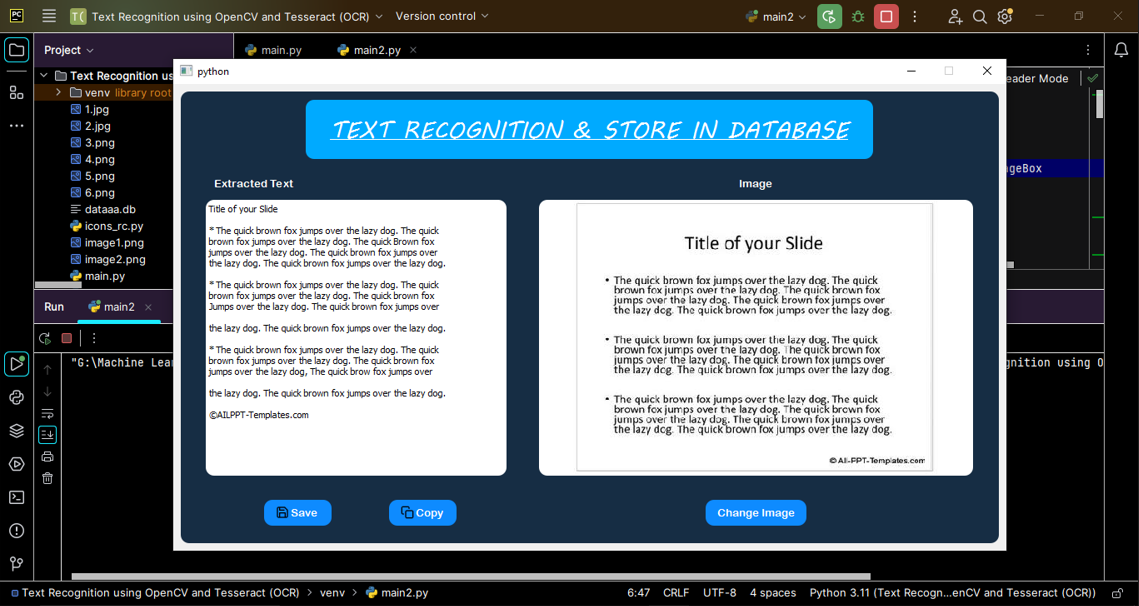 PC
T(
Text Recognition using OpenCV and Tesseract (OCR)
Version control
main2
Project
main.py
main2.py
Text Recognition us
venv library root
1.jpg
2.jpg
3.png
4.png
5.png
6.png
dataaa.db
icons_rc.py
image1.png
image2.png
main.py
eader Mode
ageBox
python
TEXT RECOGNITION & STORE IN DATABASE
Extracted Text
Title of your Slide
* The quick brown fox jumps over the lazy dog. The quick
brown fox jumps over the lazy dog. The quick Brown fox
jumps over the lazy dog. The quick brown fox jumps over
the lazy dog. The quick brown fox jumps over the lazy dog.
* The quick brown fox jumps over the lazy dog. The quick
brown fox jumps over the lazy dog. The quick brown fox
Jumps over the lazy dog. The quick brown fox jumps over
the lazy dog. The quick brown fox jumps over the lazy dog.
* The quick brown fox jumps over the lazy dog. The quick
brown fox jumps over the lazy dog. The quick brown fox
jumps over the lazy dog, The quick brow fox jumps over
the lazy dog. The quick brown fox jumps over the lazy dog.
©AILPPT-Templates.com
Image
Title of your Slide
• The quick brown fox jumps over the lazy dog. The quick
brown fox jumps over the lazy dog. The quick brown fox
jumps over the lazy dog. The quick brown fox jumps over
the lazy dog. The quick brown fox jumps over the lazy dog.
• The quick brown fox jumps over the lazy dog. The quick
brown fox jumps over the lazy dog. The quick brown fox
jumps over the lazy dog. The quick brown fox jumps over
the lazy dog. The quick brown fox jumps over the lazy dog.
• The quick brown fox jumps over the lazy dog. The quick
brown fox jumps over the lazy dog. The quick brown fox
jumps over the lazy dog. The quick brown fox jumps over
the lazy dog. The quick brown fox jumps over the lazy dog.
© All-PPT-Templates.com
Save
Copy
Change Image
Run
main2
"G:\Machine Lea
gnition using O
Text Recognition using OpenCV and Tesseract (OCR) > venv > main2.py
6:47 CRLF UTF-8 4 spaces Python 3.11 (Text Recogn...enCV and Tesseract (OCR))